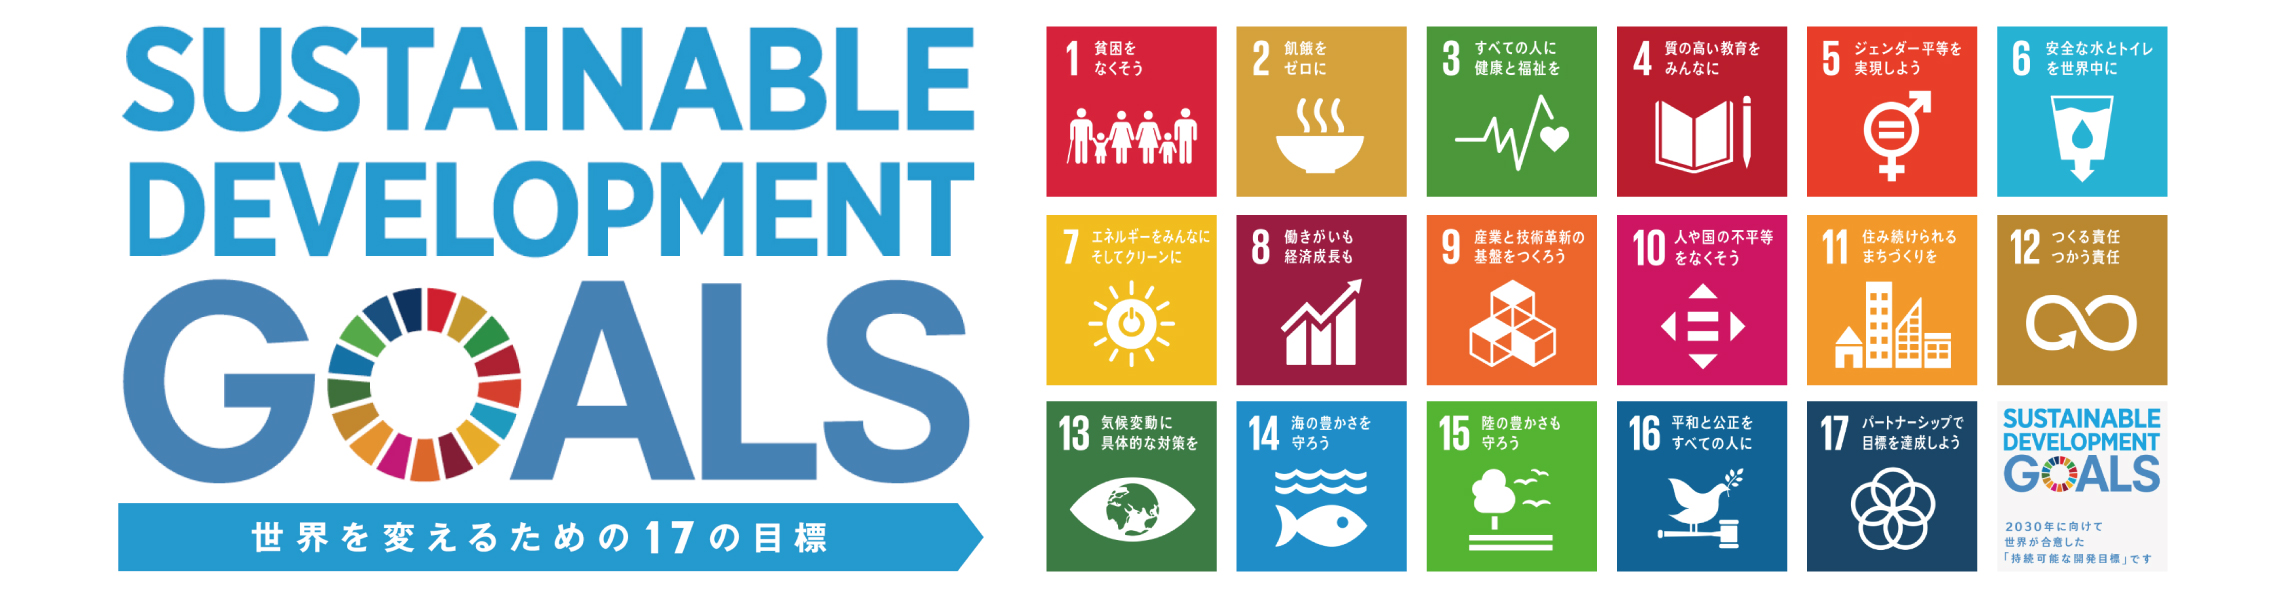 SUSTAINABLE
DEVELOPMENT
GOALS
世界を変えるための17の目標
1 貧困を
なくそう
2 飢餓を
ゼロに
3 すべての人に
健康と福祉を
4 質の高い教育を
みんなに
5 ジェンダー平等を
実現しよう
6 安全な水とトイレ
を世界中に
7 エネルギーをみんなに
そしてクリーンに
8 働きがいも
経済成長も
9 産業と技術革新の
基盤をつくろう
10 人や国の不平等
をなくそう
11 住み続けられる
まちづくりを
12 つくる責任
つかう責任
13 気候変動に
具体的な対策を
14 海の豊かさを
守ろう
15 陸の豊かさも
守ろう
16 平和と公正を
すべての人に
17 パートナーシップで
目標を達成しよう
SUSTAINABLE
DEVELOPMENT
GOALS
2030年に向けて
世界が合意した
「持続可能な開発目標」です